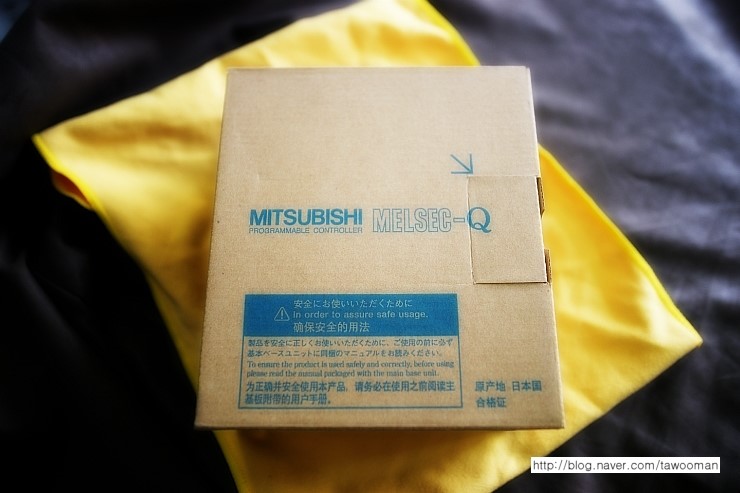 MITSUBISHI MELSEC-Q
PROGRAMMABLE CONTROLLER
安全にお使いいただくために
In order to assure safe usage.
确保安全的用法
製品を安全に正しくお使いいただくために、ご使用の前に必ず
基本ベースユニットに同梱のマニュアルをお読みください。
To ensure the product is used safely and correctly, before using
please read the manual packaged with the main base unit.
为正确并安全使用本产品，请务必在使用之前阅读主
基板附带的用户手册。
原产地 日本国
合格证
http://blog.naver.com/tawooman